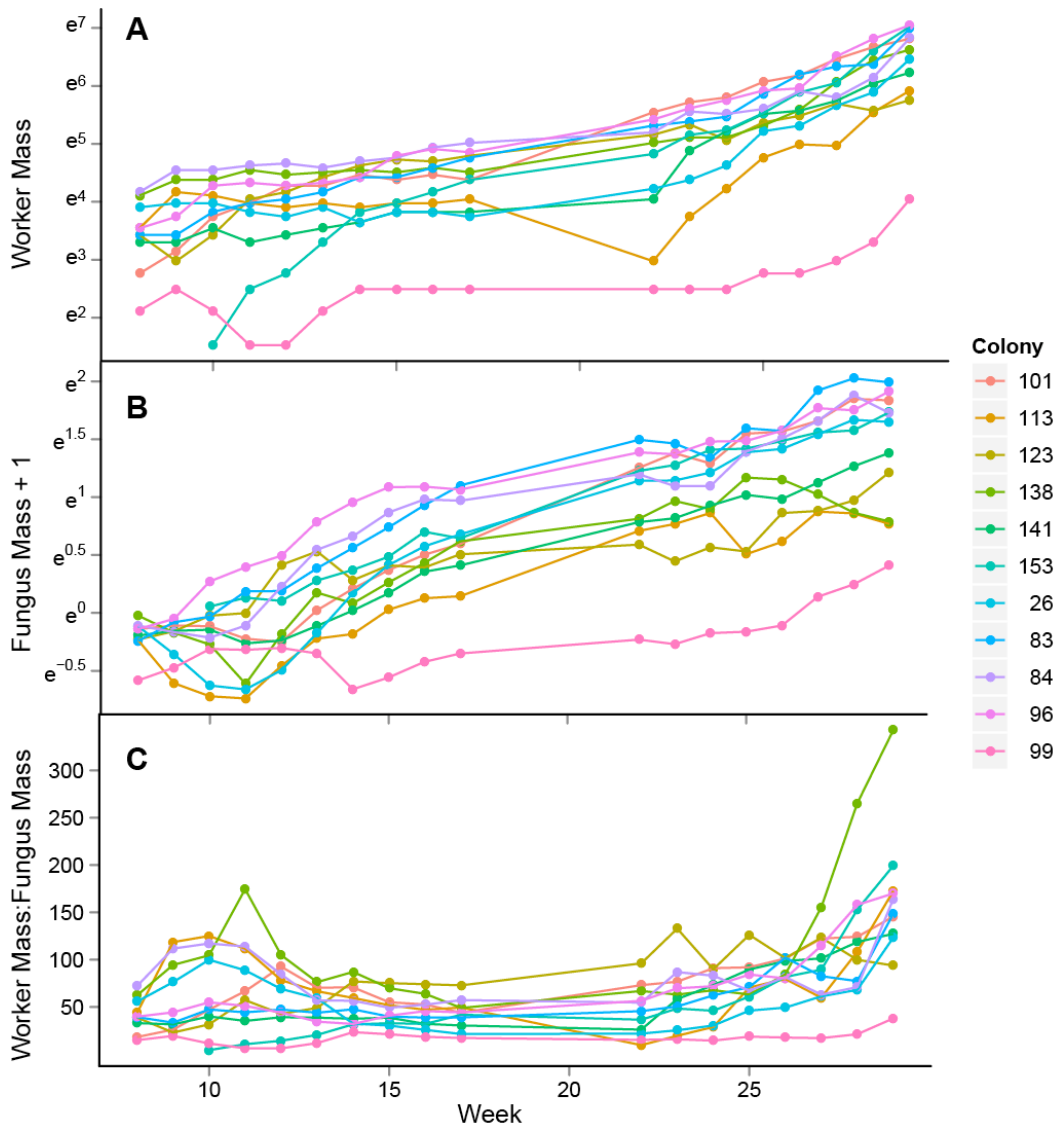 A
Worker Mass
e7
e6
e5
e4
e3
e2
B
Fungus Mass + 1
e2
e1.5
e1
e0.5
e0
e−0.5
C
Worker Mass:Fungus Mass
300
250
200
150
100
50
10
15
20
25
Week
Colony
101
113
123
138
141
153
26
83
84
96
99